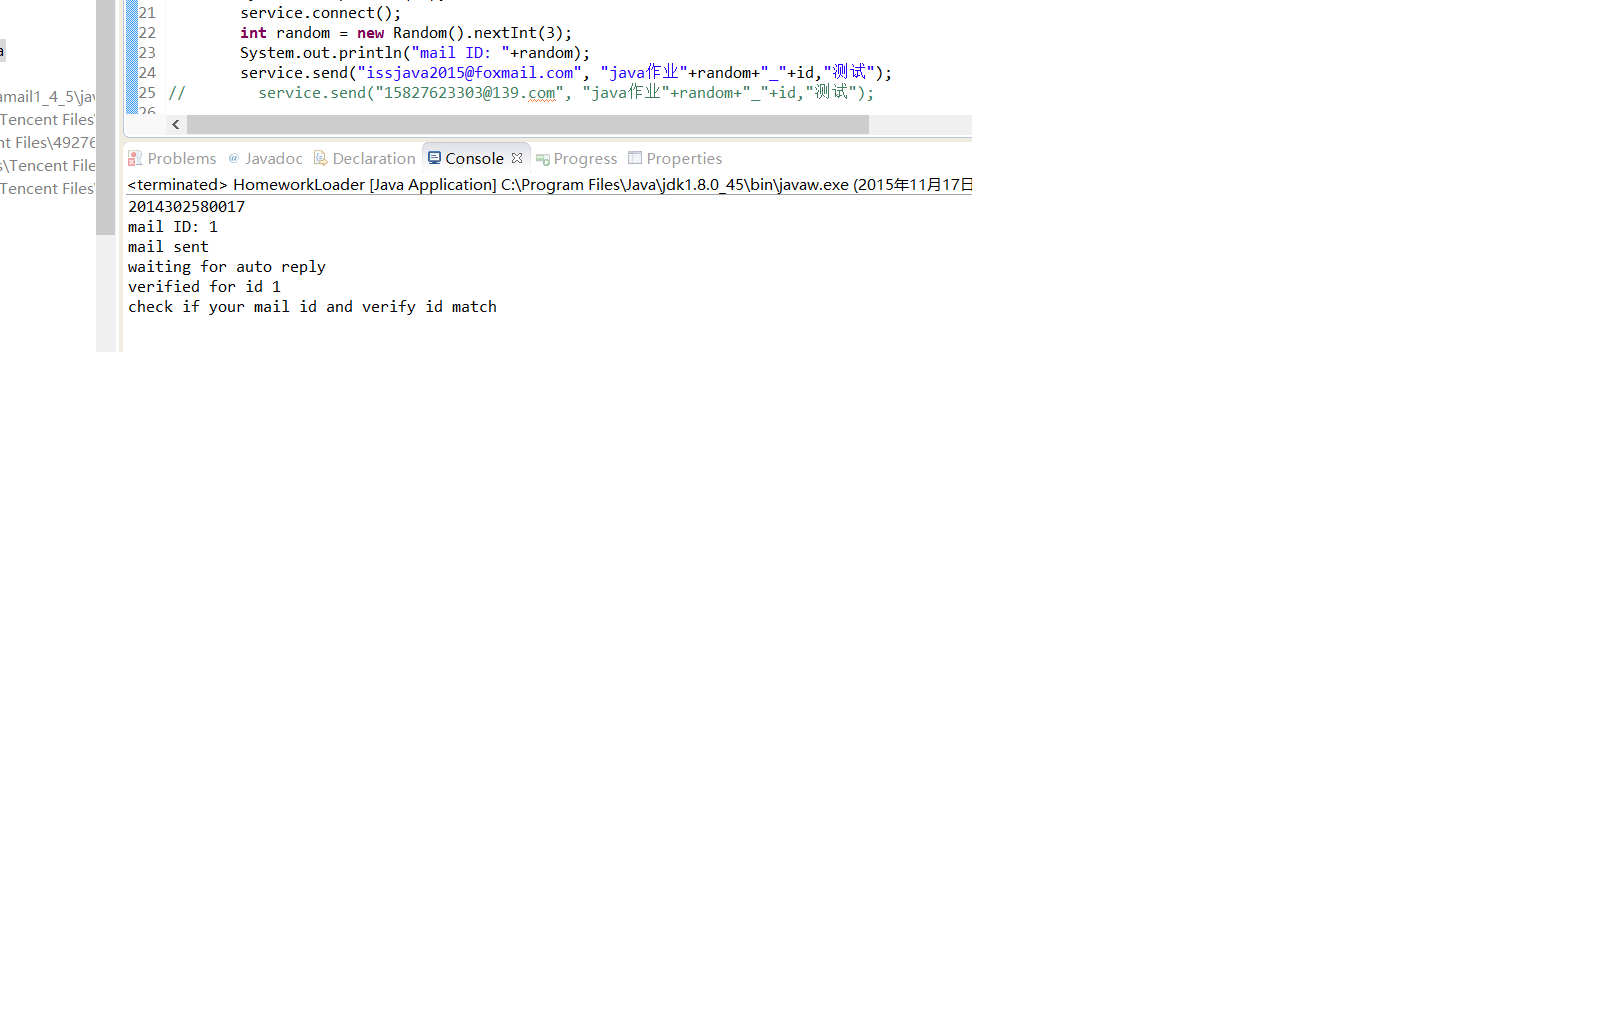 a
amail1_4_5\jav
Tencent Files\
nt Files\49276
s\Tencent File
Tencent Files\
21 service.connect();
22 int random = new Random().nextInt(3);
23 System.out.println("mail ID: "+random);
24 service.send("issjava2015@foxmail.com", "java作业"+random+"_"+id,"测试");
25 // service.send("15827623303@139.com", "java作业"+random+"_"+id,"测试");
26
Problems @ Javadoc Declaration Console Progress Properties
<terminated> HomeworkLoader [Java Application] C:\Program Files\Java\jdk1.8.0_45\bin\javaw.exe (2015年11月17日
2014302580017
mail ID: 1
mail sent
waiting for auto reply
verified for id 1
check if your mail id and verify id match